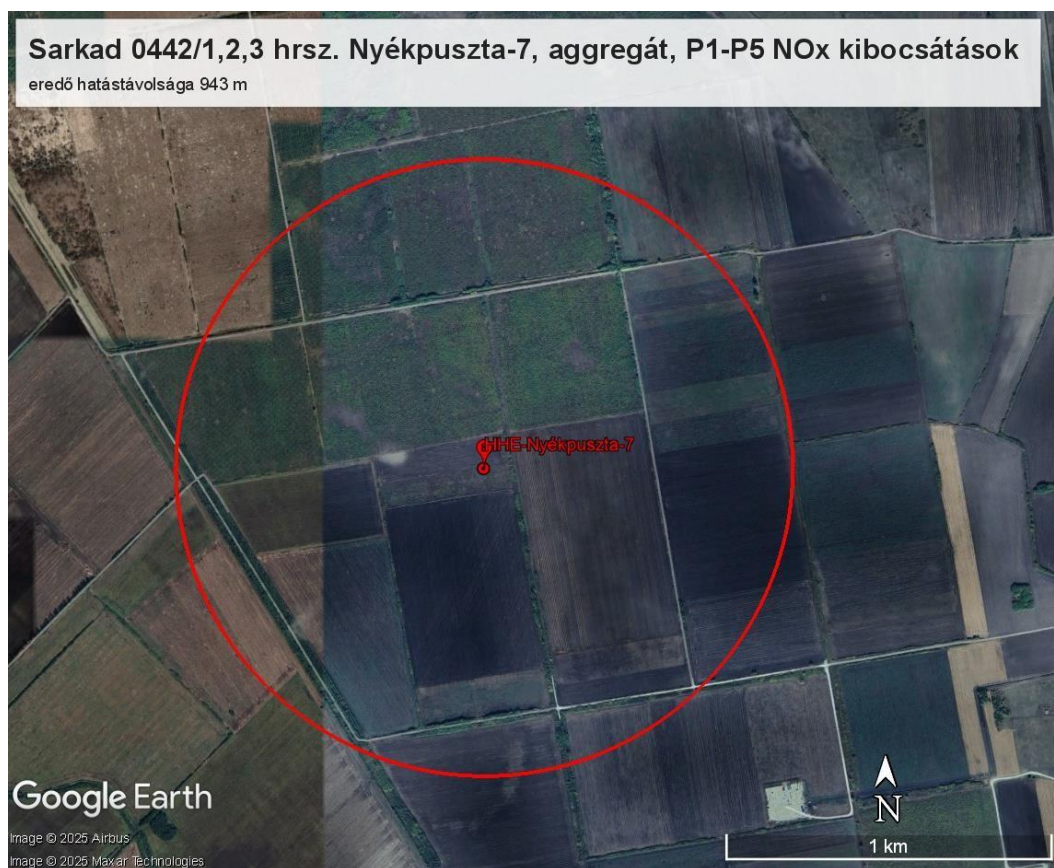 Sarkad 0442/1,2,3 hrsz. Nyékpuszta-7, aggregát, P1-P5 NOx kibocsátások
eredő hatástávolsága 943 m
HHE-Nyékpuszta-7
Google Earth
N
Image © 2025 Airbus
1 km
Image © 2025 Maxar Technologies